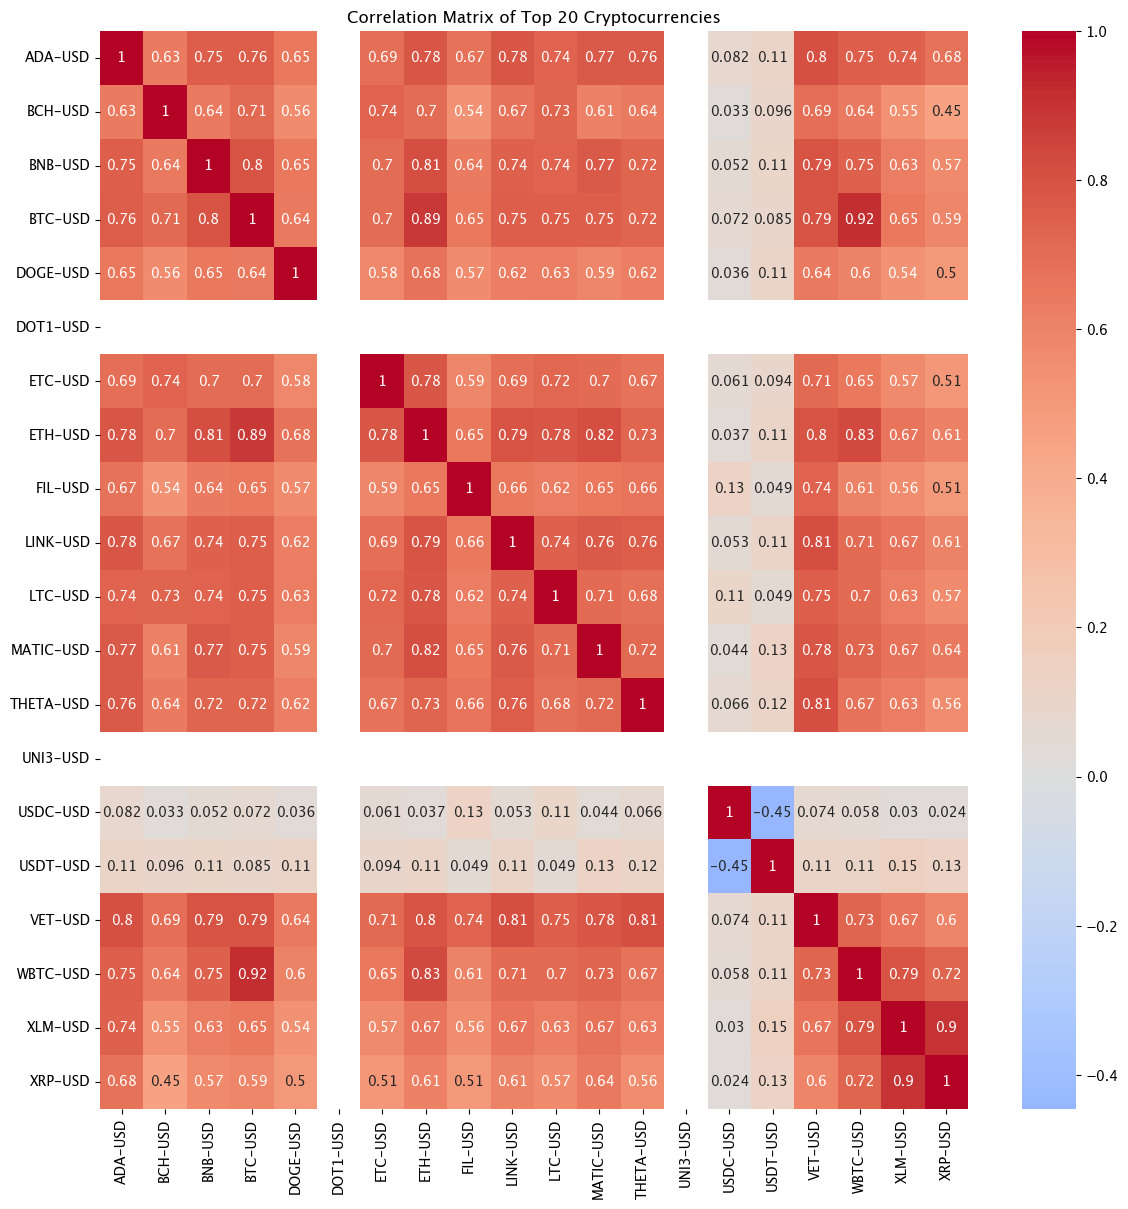 Correlation Matrix of Top 20 Cryptocurrencies
ADA-USD 1 0.63 0.75 0.76 0.65 0.69 0.78 0.67 0.78 0.74 0.77 0.76 0.082 0.11 0.8 0.75 0.74 0.68
BCH-USD 0.63 1 0.64 0.71 0.56 0.74 0.7 0.54 0.67 0.73 0.61 0.64 0.033 0.096 0.69 0.64 0.55 0.45
BNB-USD 0.75 0.64 1 0.8 0.65 0.7 0.81 0.64 0.74 0.74 0.77 0.72 0.052 0.11 0.79 0.75 0.63 0.57
BTC-USD 0.76 0.71 0.8 1 0.64 0.7 0.89 0.65 0.75 0.75 0.75 0.72 0.072 0.085 0.79 0.92 0.65 0.59
DOGE-USD 0.65 0.56 0.65 0.64 1 0.58 0.68 0.57 0.62 0.63 0.59 0.62 0.036 0.11 0.64 0.6 0.54 0.5
DOT1-USD
ETC-USD 0.69 0.74 0.7 0.7 0.58 1 0.78 0.59 0.69 0.72 0.7 0.67 0.061 0.094 0.71 0.65 0.57 0.51
ETH-USD 0.78 0.7 0.81 0.89 0.68 0.78 1 0.65 0.79 0.78 0.82 0.73 0.037 0.11 0.8 0.83 0.67 0.61
FIL-USD 0.67 0.54 0.64 0.65 0.57 0.59 0.65 1 0.66 0.62 0.65 0.66 0.13 0.049 0.74 0.61 0.56 0.51
LINK-USD 0.78 0.67 0.74 0.75 0.62 0.69 0.79 0.66 1 0.74 0.76 0.76 0.053 0.11 0.81 0.71 0.67 0.61
LTC-USD 0.74 0.73 0.74 0.75 0.63 0.72 0.78 0.62 0.74 1 0.71 0.68 0.11 0.049 0.75 0.7 0.63 0.57
MATIC-USD 0.77 0.61 0.77 0.75 0.59 0.7 0.82 0.65 0.76 0.71 1 0.72 0.044 0.13 0.78 0.73 0.67 0.64
THETA-USD 0.76 0.64 0.72 0.72 0.62 0.67 0.73 0.66 0.76 0.68 0.72 1 0.066 0.12 0.81 0.67 0.63 0.56
UNI3-USD
USDC-USD 0.082 0.033 0.052 0.072 0.036 0.061 0.037 0.13 0.053 0.11 0.044 0.066 1 -0.45 0.074 0.058 0.03 0.024
USDT-USD 0.11 0.096 0.11 0.085 0.11 0.094 0.11 0.049 0.11 0.049 0.13 0.12 -0.45 1 0.11 0.11 0.15 0.13
VET-USD 0.8 0.69 0.79 0.79 0.64 0.71 0.8 0.74 0.81 0.75 0.78 0.81 0.074 0.11 1 0.73 0.67 0.6
WBTC-USD 0.75 0.64 0.75 0.92 0.6 0.65 0.83 0.61 0.71 0.7 0.73 0.67 0.058 0.11 0.73 1 0.79 0.72
XLM-USD 0.74 0.55 0.63 0.65 0.54 0.57 0.67 0.56 0.67 0.63 0.67 0.63 0.03 0.15 0.67 0.79 1 0.9
XRP-USD 0.68 0.45 0.57 0.59 0.5 0.51 0.61 0.51 0.61 0.57 0.64 0.56 0.024 0.13 0.6 0.72 0.9 1
ADA-USD BCH-USD BNB-USD BTC-USD DOGE-USD DOT1-USD ETC-USD ETH-USD FIL-USD LINK-USD LTC-USD MATIC-USD THETA-USD UNI3-USD USDC-USD USDT-USD VET-USD WBTC-USD XLM-USD XRP-USD
1.0
0.8
0.6
0.4
0.2
0.0
−0.2
−0.4